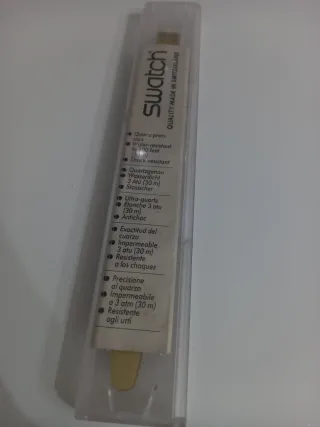 swatch
QUALITY MADE IN SWITZERLAND
Water-resistant
Shock-resistant
Quarzgenau
Wasserdicht
3 Atu (30 m)
Stossicher
Ultra-quartz
Etanche 3 atu
(30 m)
Antichoc
Exactitud del
cuarzo
Impermeable
3 atu (30 m)
Resistente
a los choques
Precisione
al quarzo
Impermeabile
a 3 atm (30 m)
Resistente
agli urti